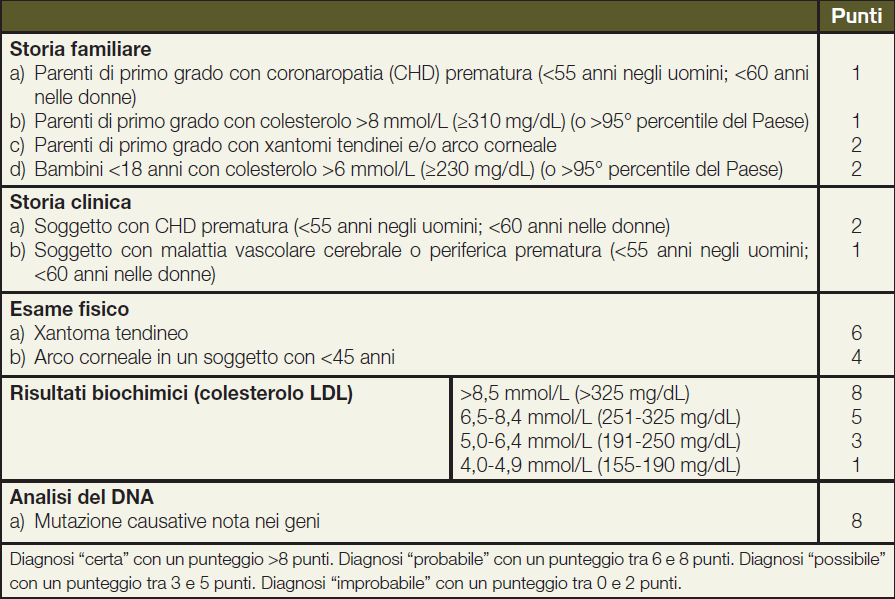 Punti
Storia familiare
a) Parenti di primo grado con coronaropatia (CHD) prematura (<55 anni negli uomini; <60 anni 1
nelle donne)
b) Parenti di primo grado con colesterolo >8 mmol/L (≥310 mg/dL) (o >95° percentile del Paese) 1
c) Parenti di primo grado con xantomi tendinei e/o arco corneale 2
d) Bambini <18 anni con colesterolo >6 mmol/L (≥230 mg/dL) (o >95° percentile del Paese) 2
Storia clinica
a) Soggetto con CHD prematura (<55 anni negli uomini; <60 anni nelle donne) 2
b) Soggetto con malattia vascolare cerebrale o periferica prematura (<55 anni negli uomini; 1
<60 anni nelle donne)
Esame fisico
a) Xantoma tendineo 6
b) Arco corneale in un soggetto con <45 anni 4
Risultati biochimici (colesterolo LDL) >8,5 mmol/L (>325 mg/dL) 8
6,5-8,4 mmol/L (251-325 mg/dL) 5
5,0-6,4 mmol/L (191-250 mg/dL) 3
4,0-4,9 mmol/L (155-190 mg/dL) 1
Analisi del DNA
a) Mutazione causative nota nei geni 8
Diagnosi “certa” con un punteggio >8 punti. Diagnosi “probabile” con un punteggio tra 6 e 8 punti. Diagnosi “possibile”
con un punteggio tra 3 e 5 punti. Diagnosi “improbabile” con un punteggio tra 0 e 2 punti.